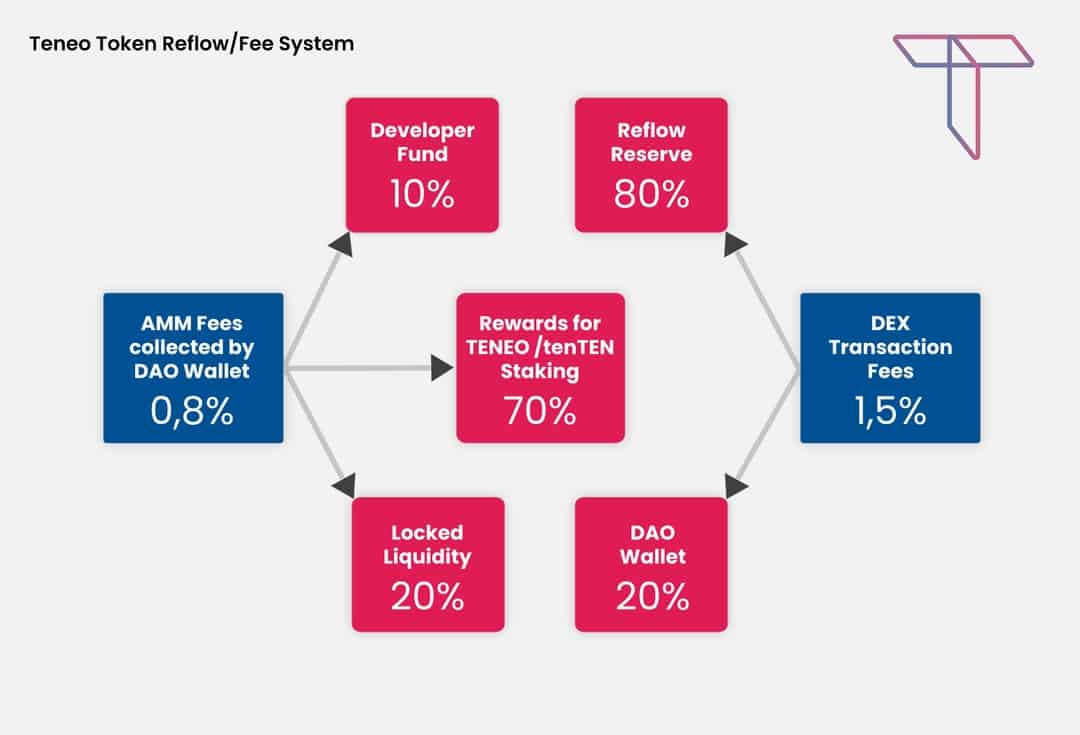 Teneo Token Reflow/Fee System
Developer
Fund
10%
Reflow
Reserve
80%
AMM Fees
collected by
DAO Wallet
0,8%
Rewards for
TENEO /tenTEN
Staking
70%
DEX
Transaction
Fees
1,5%
Locked
Liquidity
20%
DAO
Wallet
20%